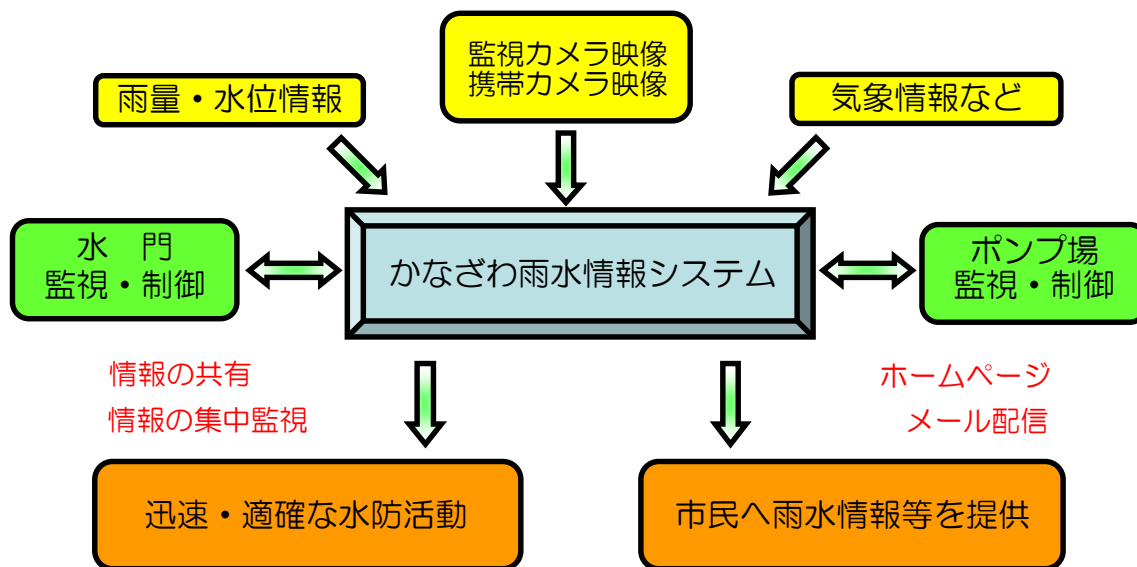 監視カメラ映像
携帯カメラ映像
雨量・水位情報
気象情報など
水　門
監視・制御
かなざわ雨水情報システム
ポンプ場
監視・制御
情報の共有
情報の集中監視
ホームページ
メール配信
迅速・適確な水防活動
市民へ雨水情報等を提供